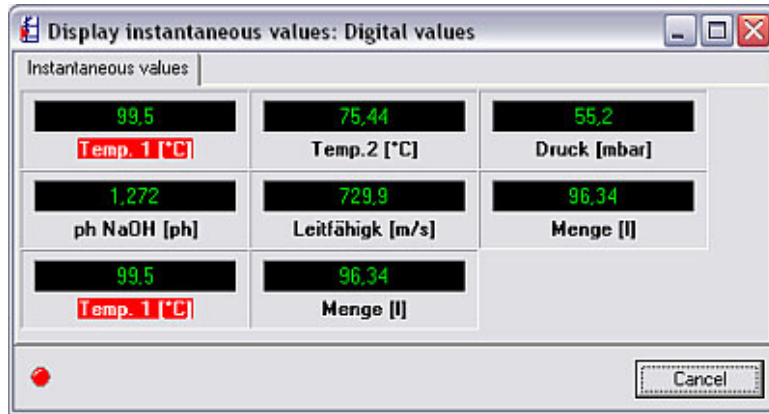 Display instantaneous values: Digital values
Instantaneous values
99,5 75,44 55,2
Temp. 1 [°C] Temp.2 [°C] Druck [mbar]
1,272 729,9 96,34
ph NaOH [ph] Leitfähigk [m/s] Menge [l]
99,5 96,34
Temp. 1 [°C] Menge [l]
Cancel